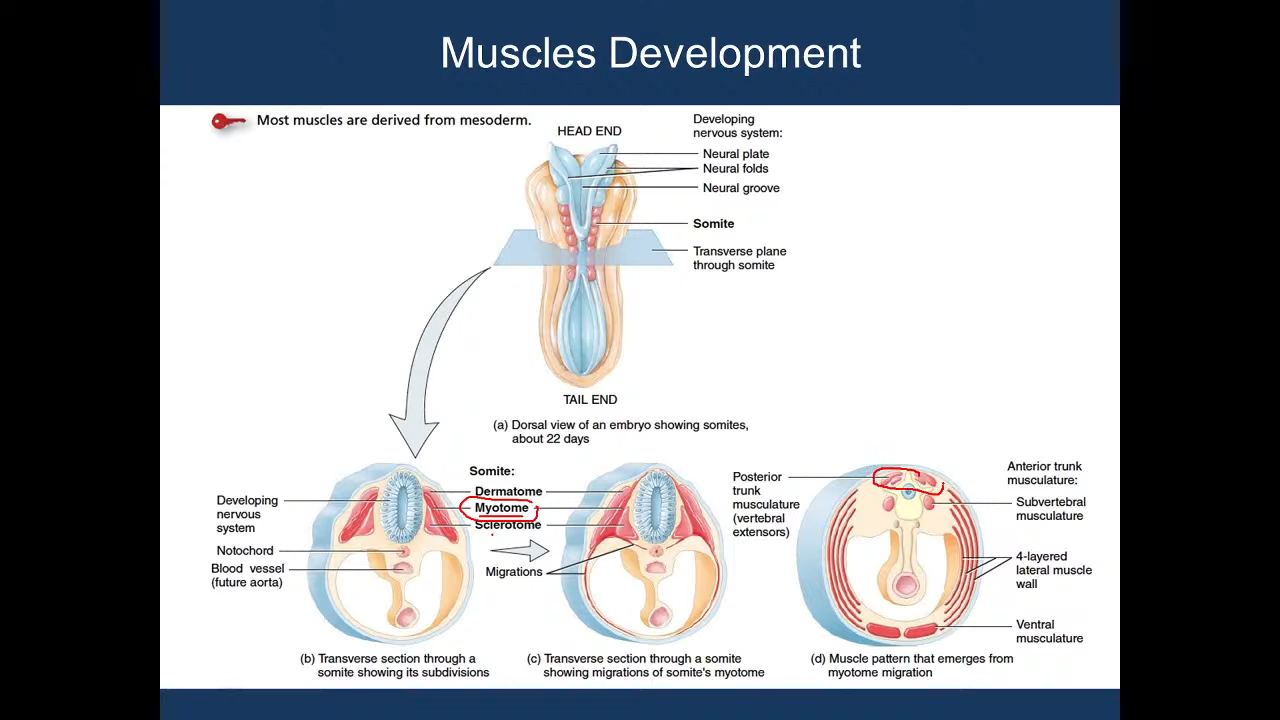 Muscles Development
Most muscles are derived from mesoderm.
HEAD END
Developing
nervous system:
Neural plate
Neural folds
Neural groove
Somite
Transverse plane
through somite
TAIL END
(a) Dorsal view of an embryo showing somites,
about 22 days
Somite:
Dermatome
Myotome
Sclerotome
Developing
nervous
system
Notochord
Blood vessel
(future aorta)
Migrations
(b) Transverse section through a
somite showing its subdivisions
(c) Transverse section through a somite
showing migrations of somite's myotome
Posterior
trunk
musculature
(vertebral
extensors)
Anterior trunk
musculature:
Subvertebral
musculature
4-layered
lateral muscle
wall
Ventral
musculature
(d) Muscle pattern that emerges from
myotome migration